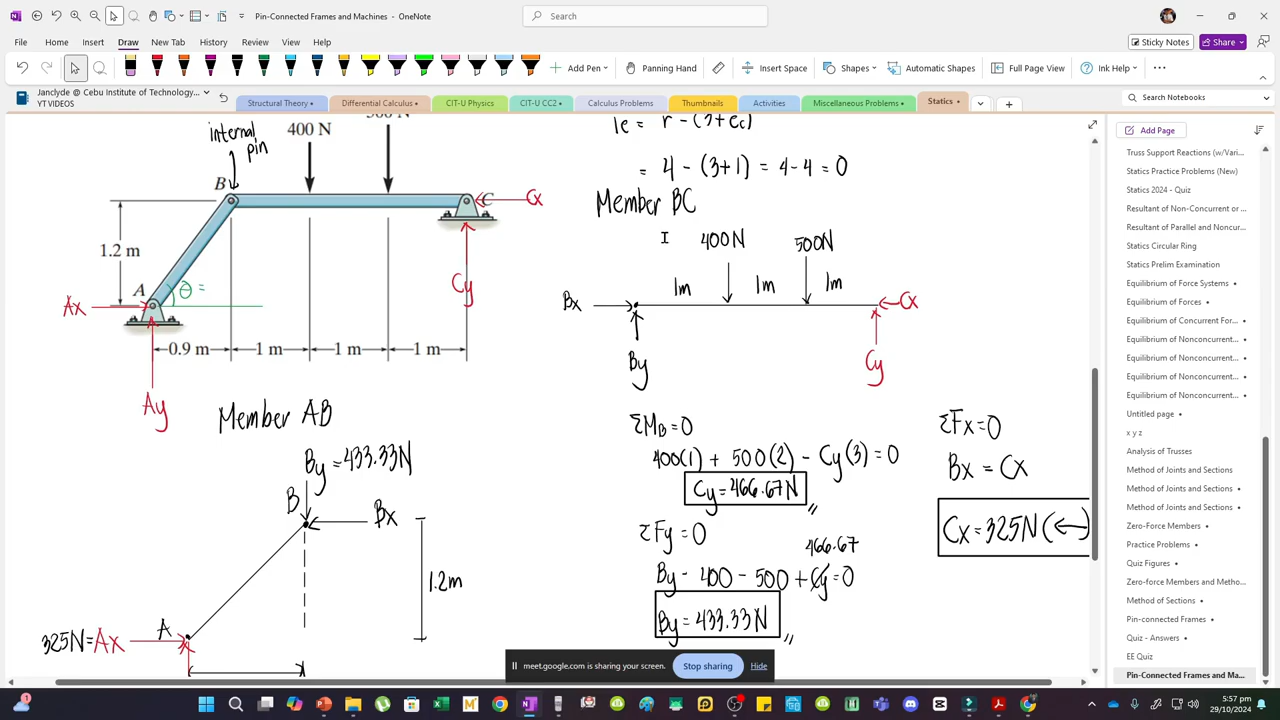 Pin-Connected Frames and Machines - OneNote
Search
File Home Insert Draw New Tab History Review View Help
Sticky Notes
Share
Add Pen
Panning Hand
Insert Space
Shapes
Automatic Shapes
Full Page View
Ink Help
Janclyde @ Cebu Institute of Technology...
YT VIDEOS
Structural Theory
Differential Calculus
CIT-U Physics
CIT-U CC2
Calculus Problems
Thumbnails
Activities
Miscellaneous Problems
Statics
Search Notebooks
Add Page
Truss Support Reactions (w/Vari...
Statics Practice Problems (New)
Statics 2024 - Quiz
Resultant of Non-Concurrent or ...
Resultant of Parallel and Noncur...
Statics Circular Ring
Statics Prelim Examination
Equilibrium of Force Systems
Equilibrium of Forces
Equilibrium of Concurrent For...
Equilibrium of Nonconcurrent...
Equilibrium of Nonconcurrent...
Equilibrium of Nonconcurrent...
Equilibrium of Nonconcurrent...
Untitled page
x y z
Analysis of Trusses
Method of Joints and Sections
Method of Joints and Sections
Method of Joints and Sections
Zero-Force Members
Practice Problems
Quiz Figures
Zero-force Members and Metho...
Method of Sections
Pin-connected Frames
Quiz - Answers
EE Quiz
Pin-Connected Frames and Ma...
internal
pin
400 N
B
C
Cx
1.2 m
A
θ =
Cy
Ax
0.9 m
1 m
1 m
1 m
Ay
Member AB
By = 433.33N
B
Bx
1.2m
A
325N = Ax
Ie = r - (3+ec)
= 4 - (3+1) = 4-4 = 0
Member BC
400N
500N
1m
1m
1m
Bx
Cx
By
Cy
ΣMB = 0
400(1) + 500(2) - Cy(3) = 0
Cy = 466.67N
ΣFy = 0
466.67
By - 400 - 500 + Cy = 0
By = 433.33N
ΣFx = 0
Bx = Cx
Cx = 325N (←)
meet.google.com is sharing your screen.
Stop sharing
Hide
5:57 pm
29/10/2024